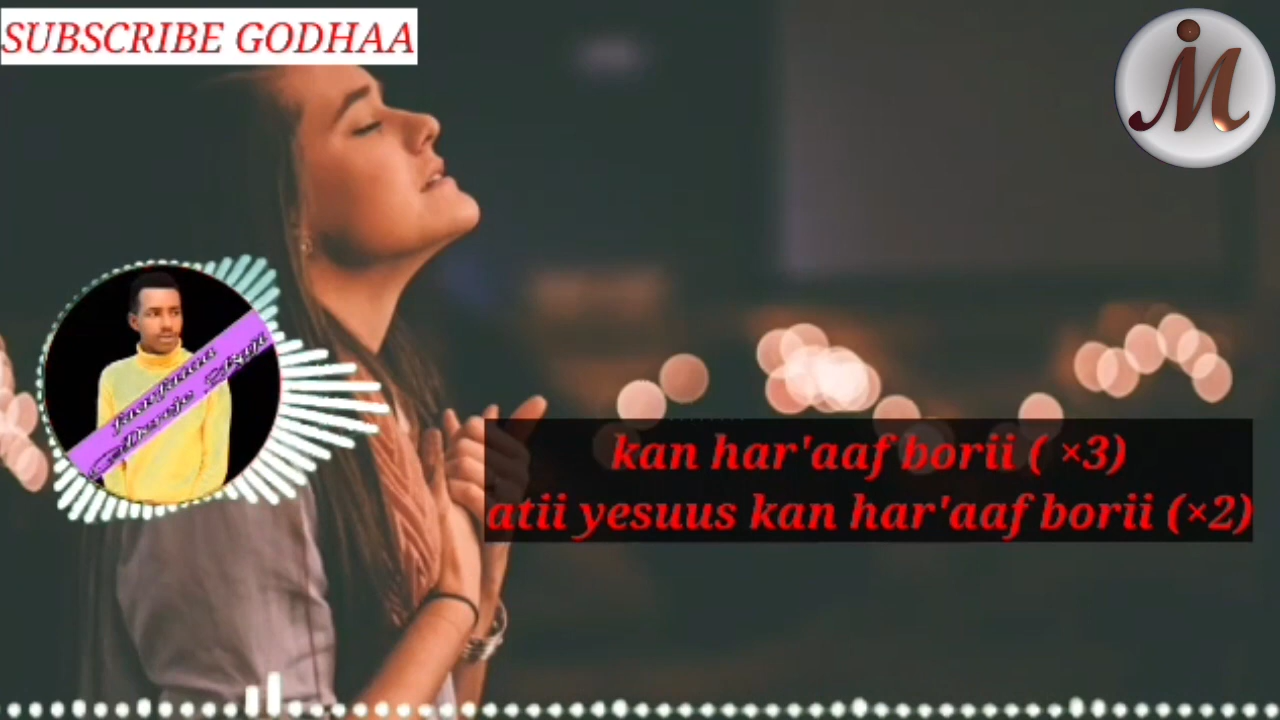 SUBSCRIBE GODHAA
kan har'aaf borii ( ×3)
atii yesuus kan har'aaf borii (×2)